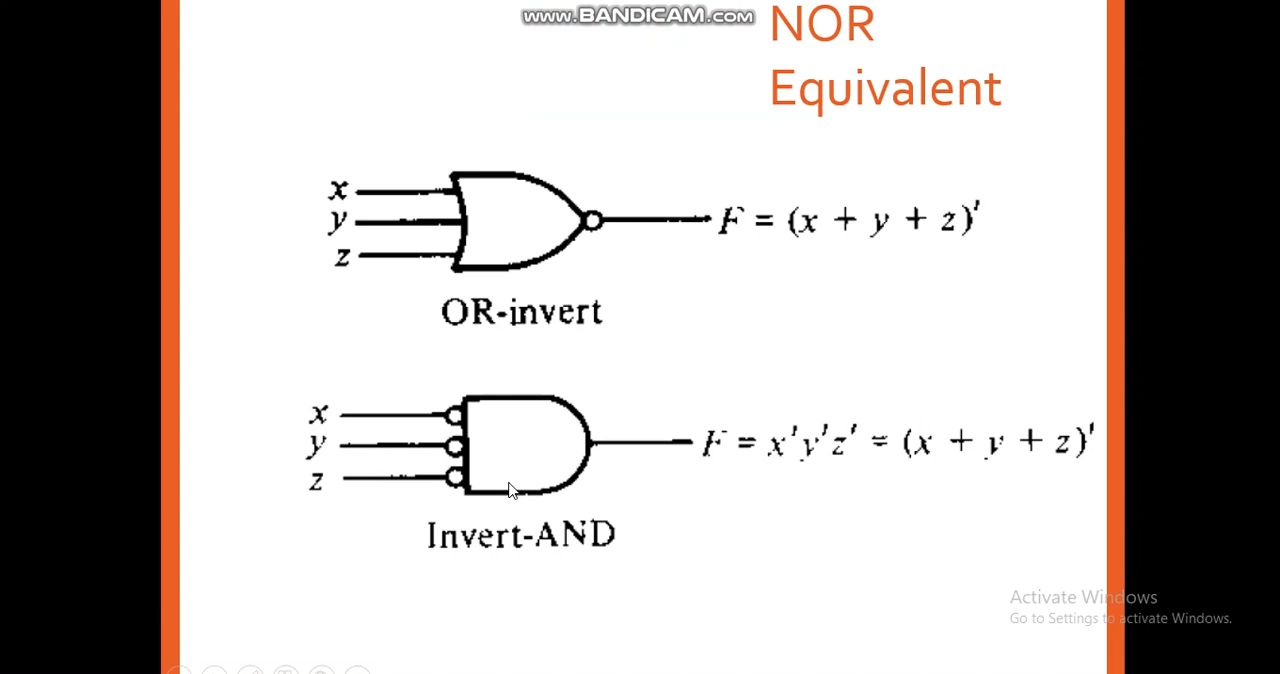 www.BANDICAM.com
NOR
Equivalent
x
y
z
F = (x + y + z)'
OR-invert
x
y
z
F = x'y'z' = (x + y + z)'
Invert-AND
Activate Windows
Go to Settings to activate Windows.